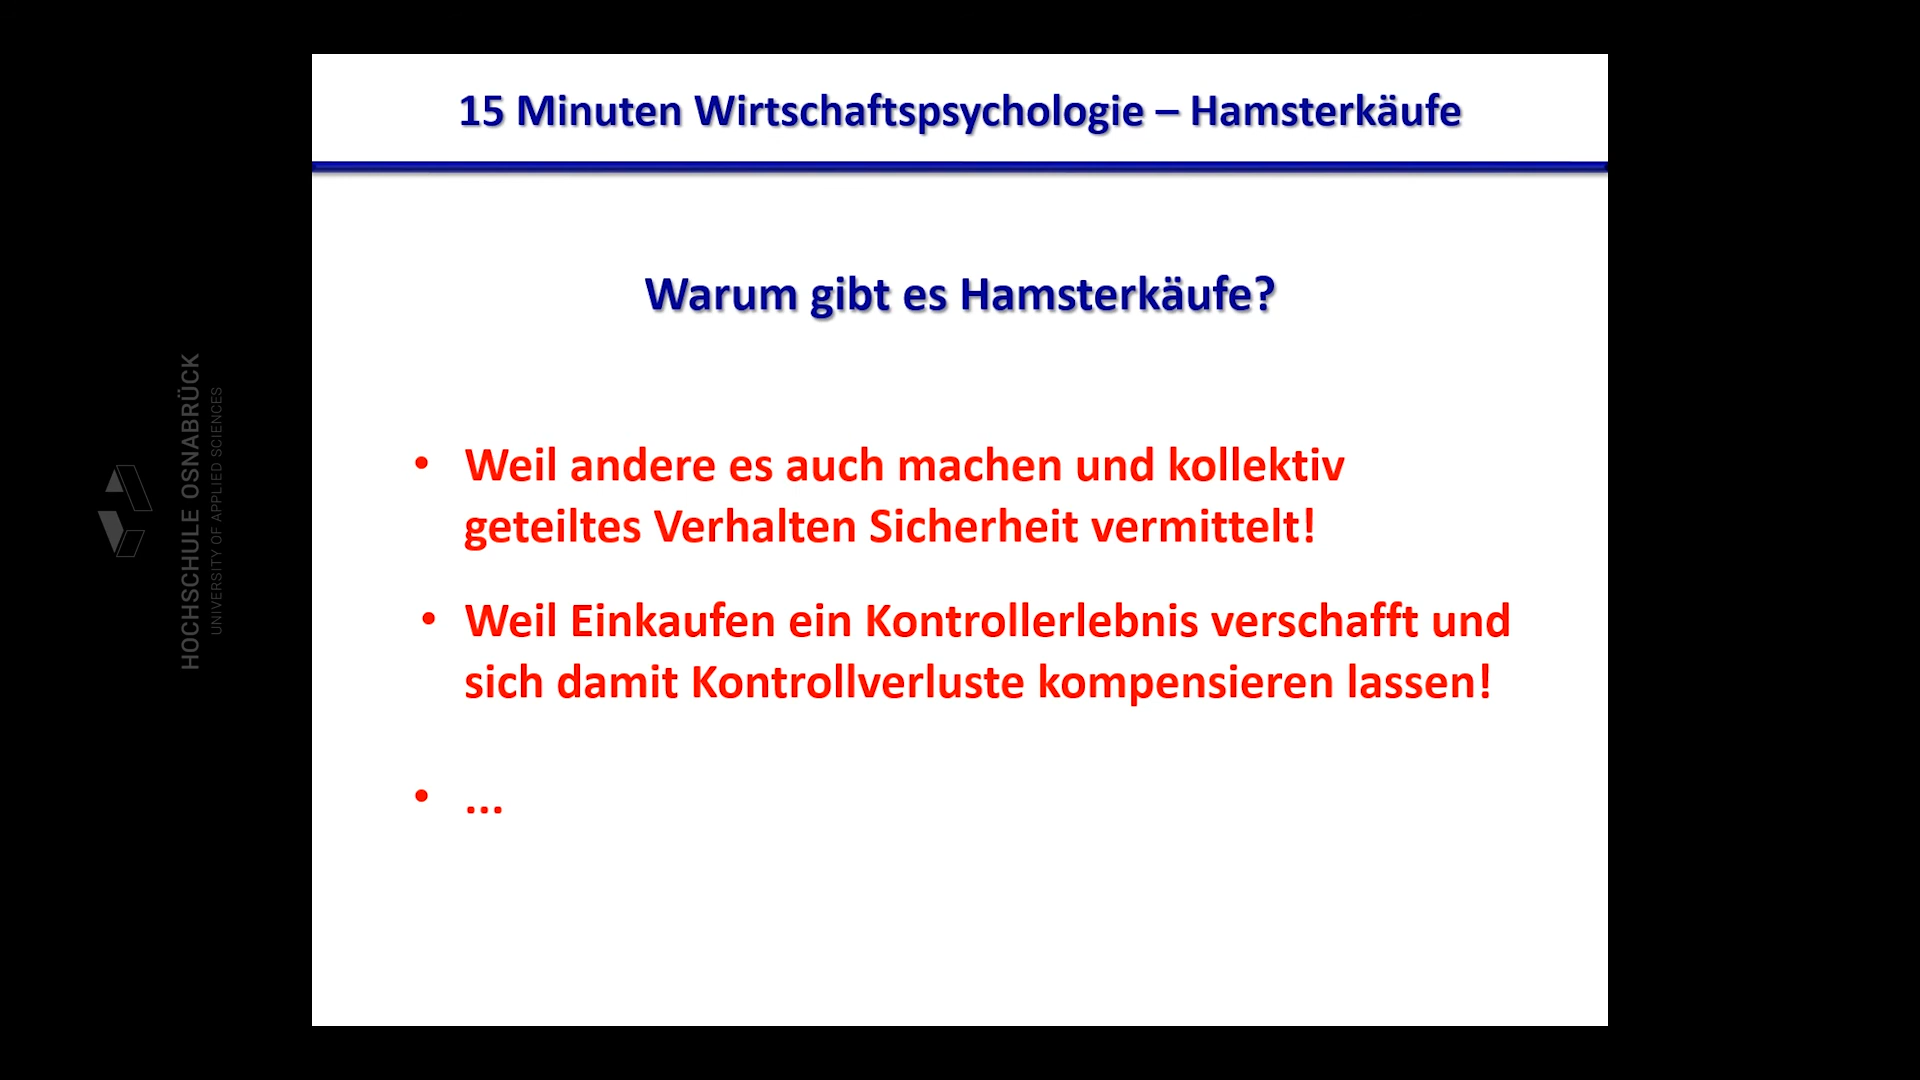 15 Minuten Wirtschaftspsychologie – Hamsterkäufe
Warum gibt es Hamsterkäufe?
• Weil andere es auch machen und kollektiv
geteiltes Verhalten Sicherheit vermittelt!
• Weil Einkaufen ein Kontrollerlebnis verschafft und
sich damit Kontrollverluste kompensieren lassen!
• ...
HOCHSCHULE OSNABRÜCK
UNIVERSITY OF APPLIED SCIENCES